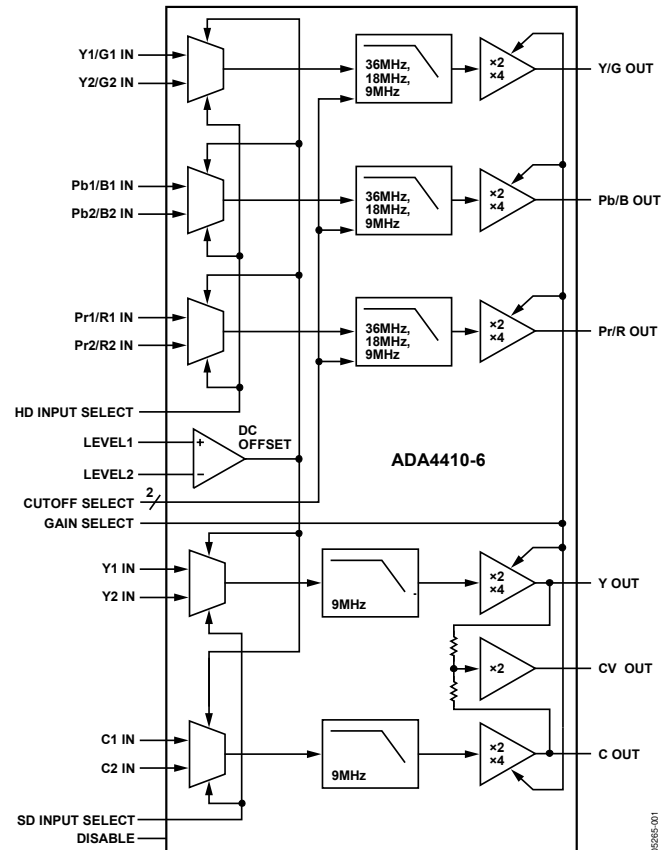 Y1/G1 IN
Y2/G2 IN
36MHz,
18MHz,
9MHz
×2
×4
Y/G OUT
Pb1/B1 IN
Pb2/B2 IN
36MHz,
18MHz,
9MHz
×2
×4
Pb/B OUT
Pr1/R1 IN
Pr2/R2 IN
36MHz,
18MHz,
9MHz
×2
×4
Pr/R OUT
HD INPUT SELECT
LEVEL1
LEVEL2
+
−
DC
OFFSET
ADA4410-6
CUTOFF SELECT
2
GAIN SELECT
Y1 IN
Y2 IN
9MHz
×2
×4
Y OUT
×2
CV OUT
C1 IN
C2 IN
9MHz
×2
×4
C OUT
SD INPUT SELECT
DISABLE
05265-001